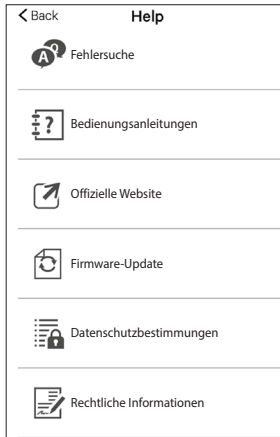 Back Help
Fehlersuche
Bedienungsanleitungen
Offizielle Website
Firmware-Update
Datenschutzbestimmungen
Rechtliche Informationen